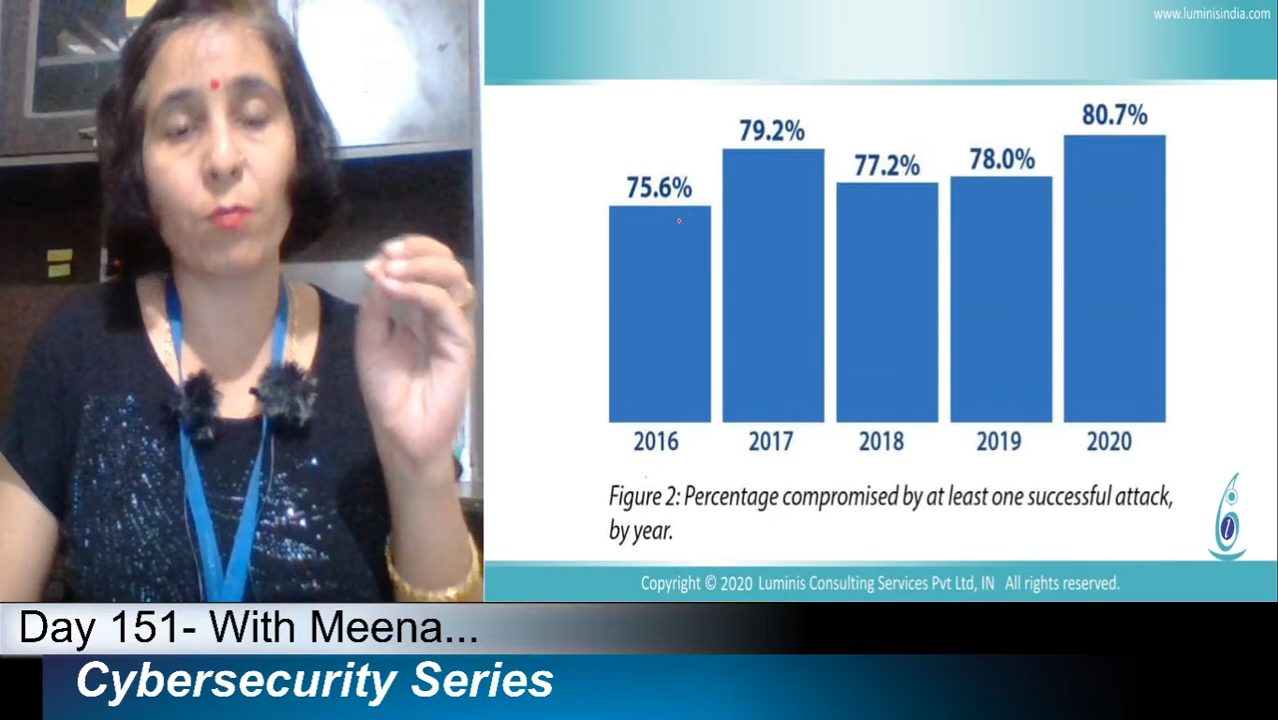 www.luminisindia.com
75.6%
79.2%
77.2%
78.0%
80.7%
2016
2017
2018
2019
2020
Figure 2: Percentage compromised by at least one successful attack,
by year.
Copyright © 2020 Luminis Consulting Services Pvt Ltd, IN All rights reserved.
Day 151- With Meena...
Cybersecurity Series